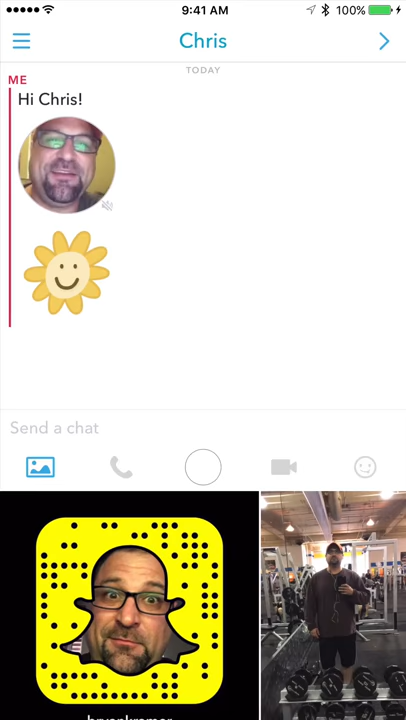 9:41 AM
100%
Chris
TODAY
ME
Hi Chris!
Send a chat